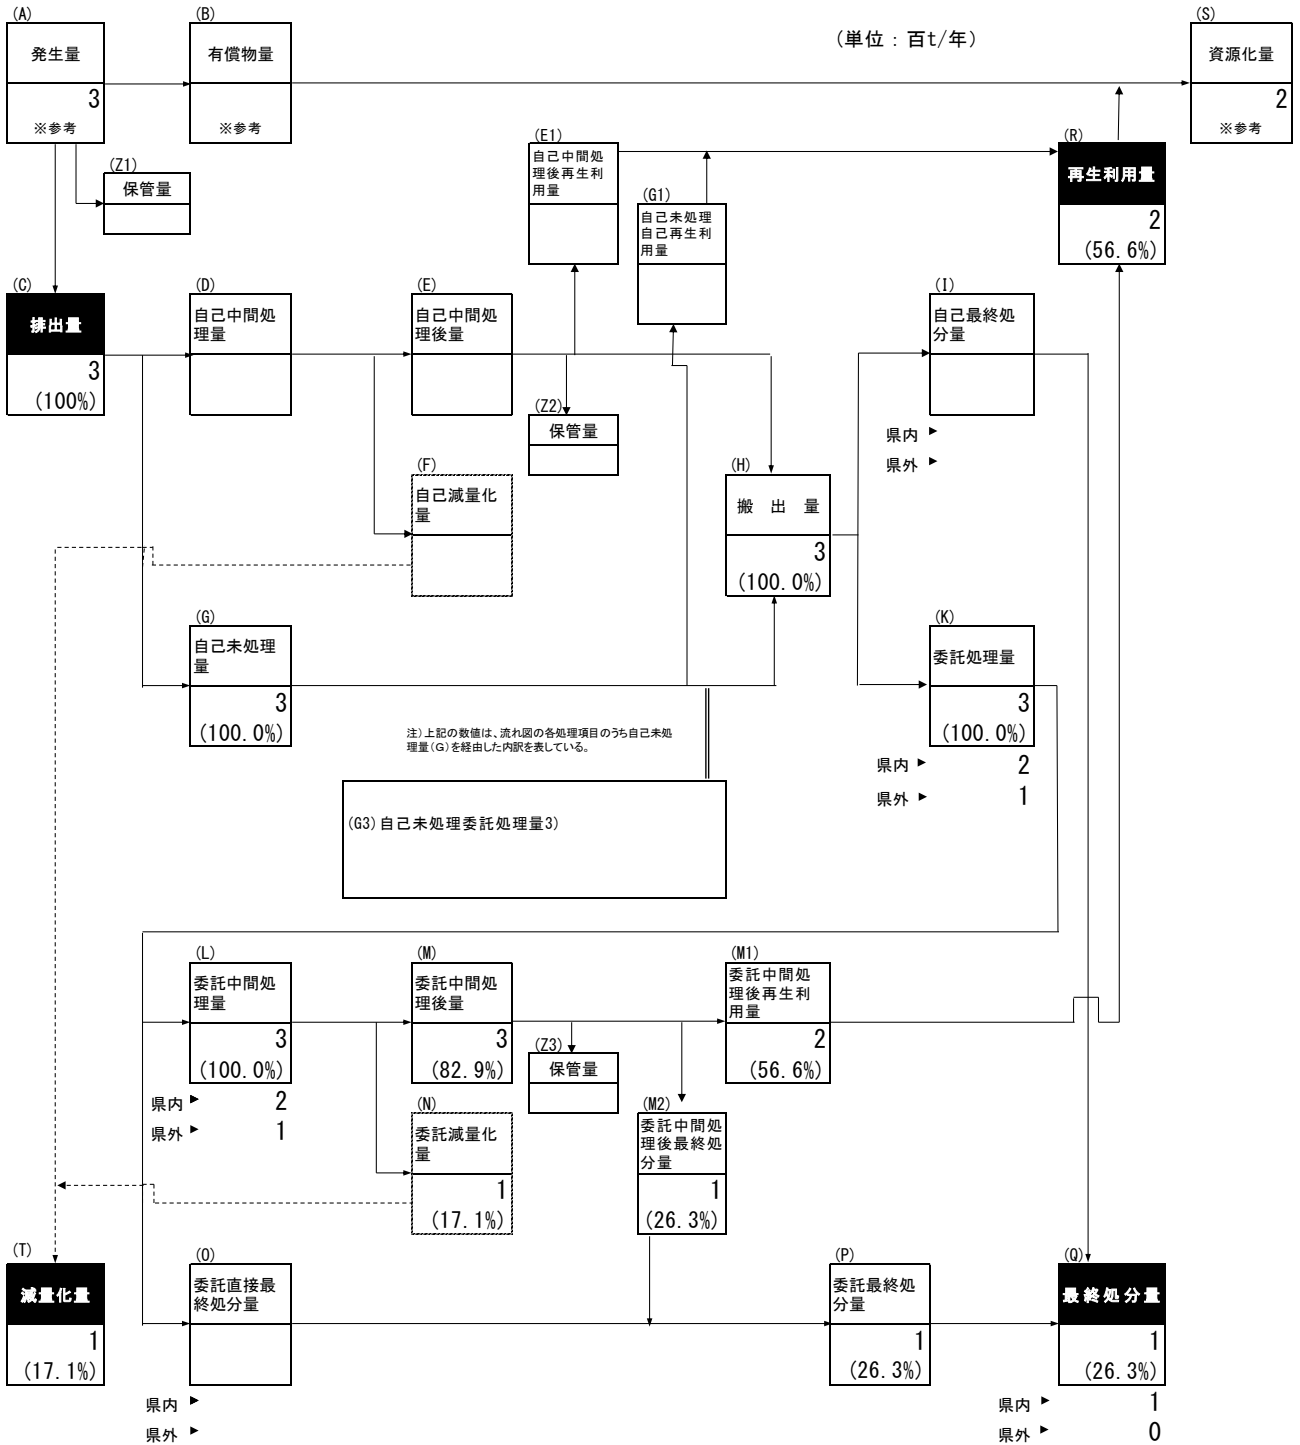 (A)
発生量
3
※参考
(B)
有償物量
※参考
(単位：百t/年)
(S)
資源化量
2
※参考
(Z1)
保管量
(E1)
自己中間処
理後再生利
用量
(G1)
自己未処理
自己再生利
用量
(R)
再生利用量
2
(56.6%)
(C)
排出量
3
(100%)
(D)
自己中間処
理量
(E)
自己中間処
理後量
(Z2)
保管量
(I)
自己最終処
分量
県内 ▶
県外 ▶
(F)
自己減量化
量
(H)
搬　出　量
3
(100.0%)
(G)
自己未処理
量
3
(100.0%)
(K)
委託処理量
3
(100.0%)
県内 ▶ 2
県外 ▶ 1
注）上記の数値は、流れ図の各処理項目のうち自己未処
理量（G）を経由した内訳を表している。
(G3)自己未処理委託処理量3)
(L)
委託中間処
理量
3
(100.0%)
県内 ▶ 2
県外 ▶ 1
(M)
委託中間処
理後量
3
(82.9%)
(Z3)
保管量
(M1)
委託中間処
理後再生利
用量
2
(56.6%)
(N)
委託減量化
量
1
(17.1%)
(M2)
委託中間処
理後最終処
分量
1
(26.3%)
(T)
減量化量
1
(17.1%)
(O)
委託直接最
終処分量
県内 ▶
県外 ▶
(P)
委託最終処
分量
1
(26.3%)
(Q)
最終処分量
1
(26.3%)
県内 ▶ 1
県外 ▶ 0